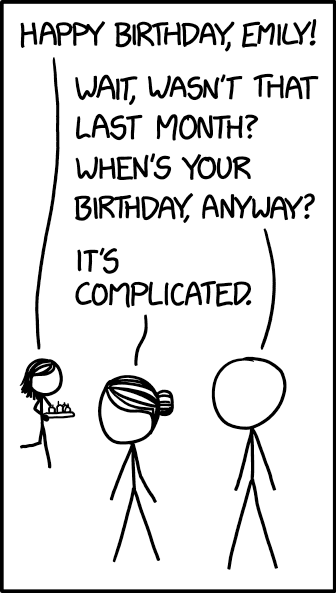 HAPPY BIRTHDAY, EMILY!
WAIT, WASN'T THAT
LAST MONTH?
WHEN'S YOUR
BIRTHDAY, ANYWAY?
IT'S
COMPLICATED.